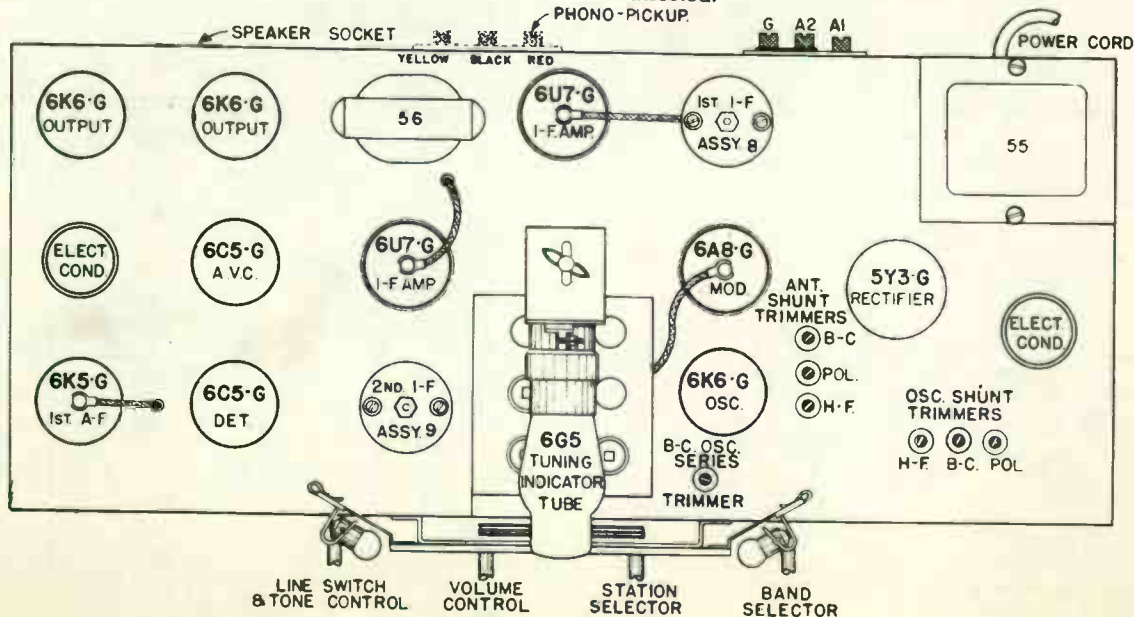 PHONO-PICKUP.
SPEAKER SOCKET
YELLOW BLACK RED
G A2 A1
POWER CORD
6K6·G
OUTPUT
6K6·G
OUTPUT
56
6U7·G
I-F. AMP.
1ST I-F
ASSY. 8
55
ELECT
COND
6C5·G
A.V.C.
6U7·G
I-F AMP
6A8·G
MOD.
ANT.
SHUNT
TRIMMERS
B-C
POL.
H-F.
5Y3·G
RECTIFIER
ELECT
COND
6K5·G
1ST. A-F
6C5·G
DET.
2ND. I-F
C
ASSY. 9
6G5
TUNING
INDICATOR
TUBE
6K6·G
OSC.
B-C. OSC.
SERIES
TRIMMER
OSC. SHUNT
TRIMMERS
H-F. B-C. POL
LINE SWITCH
& TONE CONTROL
VOLUME
CONTROL
STATION
SELECTOR
BAND
SELECTOR